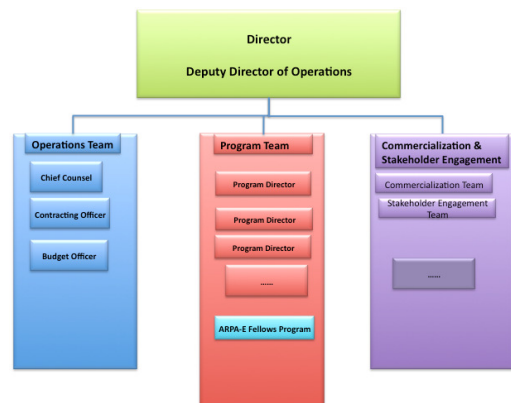 Director
Deputy Director of Operations
Operations Team
Chief Counsel
Contracting Officer
Budget Officer
Program Team
Program Director
Program Director
Program Director
......
ARPA-E Fellows Program
Commercialization &
Stakeholder Engagement
Commercialization Team
Stakeholder Engagement
Team
......